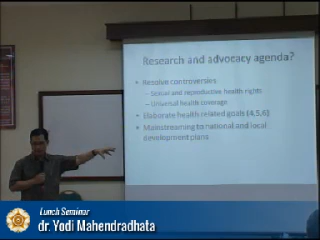 Research and advocacy agenda?
• Resolve controversies
– Sexual and reproductive health rights
– Universal health coverage
• Elaborate health related goals (4,5,6)
• Mainstreaming to national and local
development plans
Lunch Seminar
dr. Yodi Mahendradhata